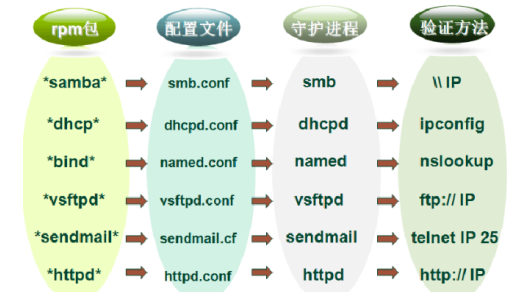 rpm包 配置文件 守护进程 验证方法
*samba* smb.conf smb \\ IP
*dhcp* dhcpd.conf dhcpd ipconfig
*bind* named.conf named nslookup
*vsftpd* vsftpd.conf vsftpd ftp:// IP
*sendmail* sendmail.cf sendmail telnet IP 25
*httpd* httpd.conf httpd http:// IP